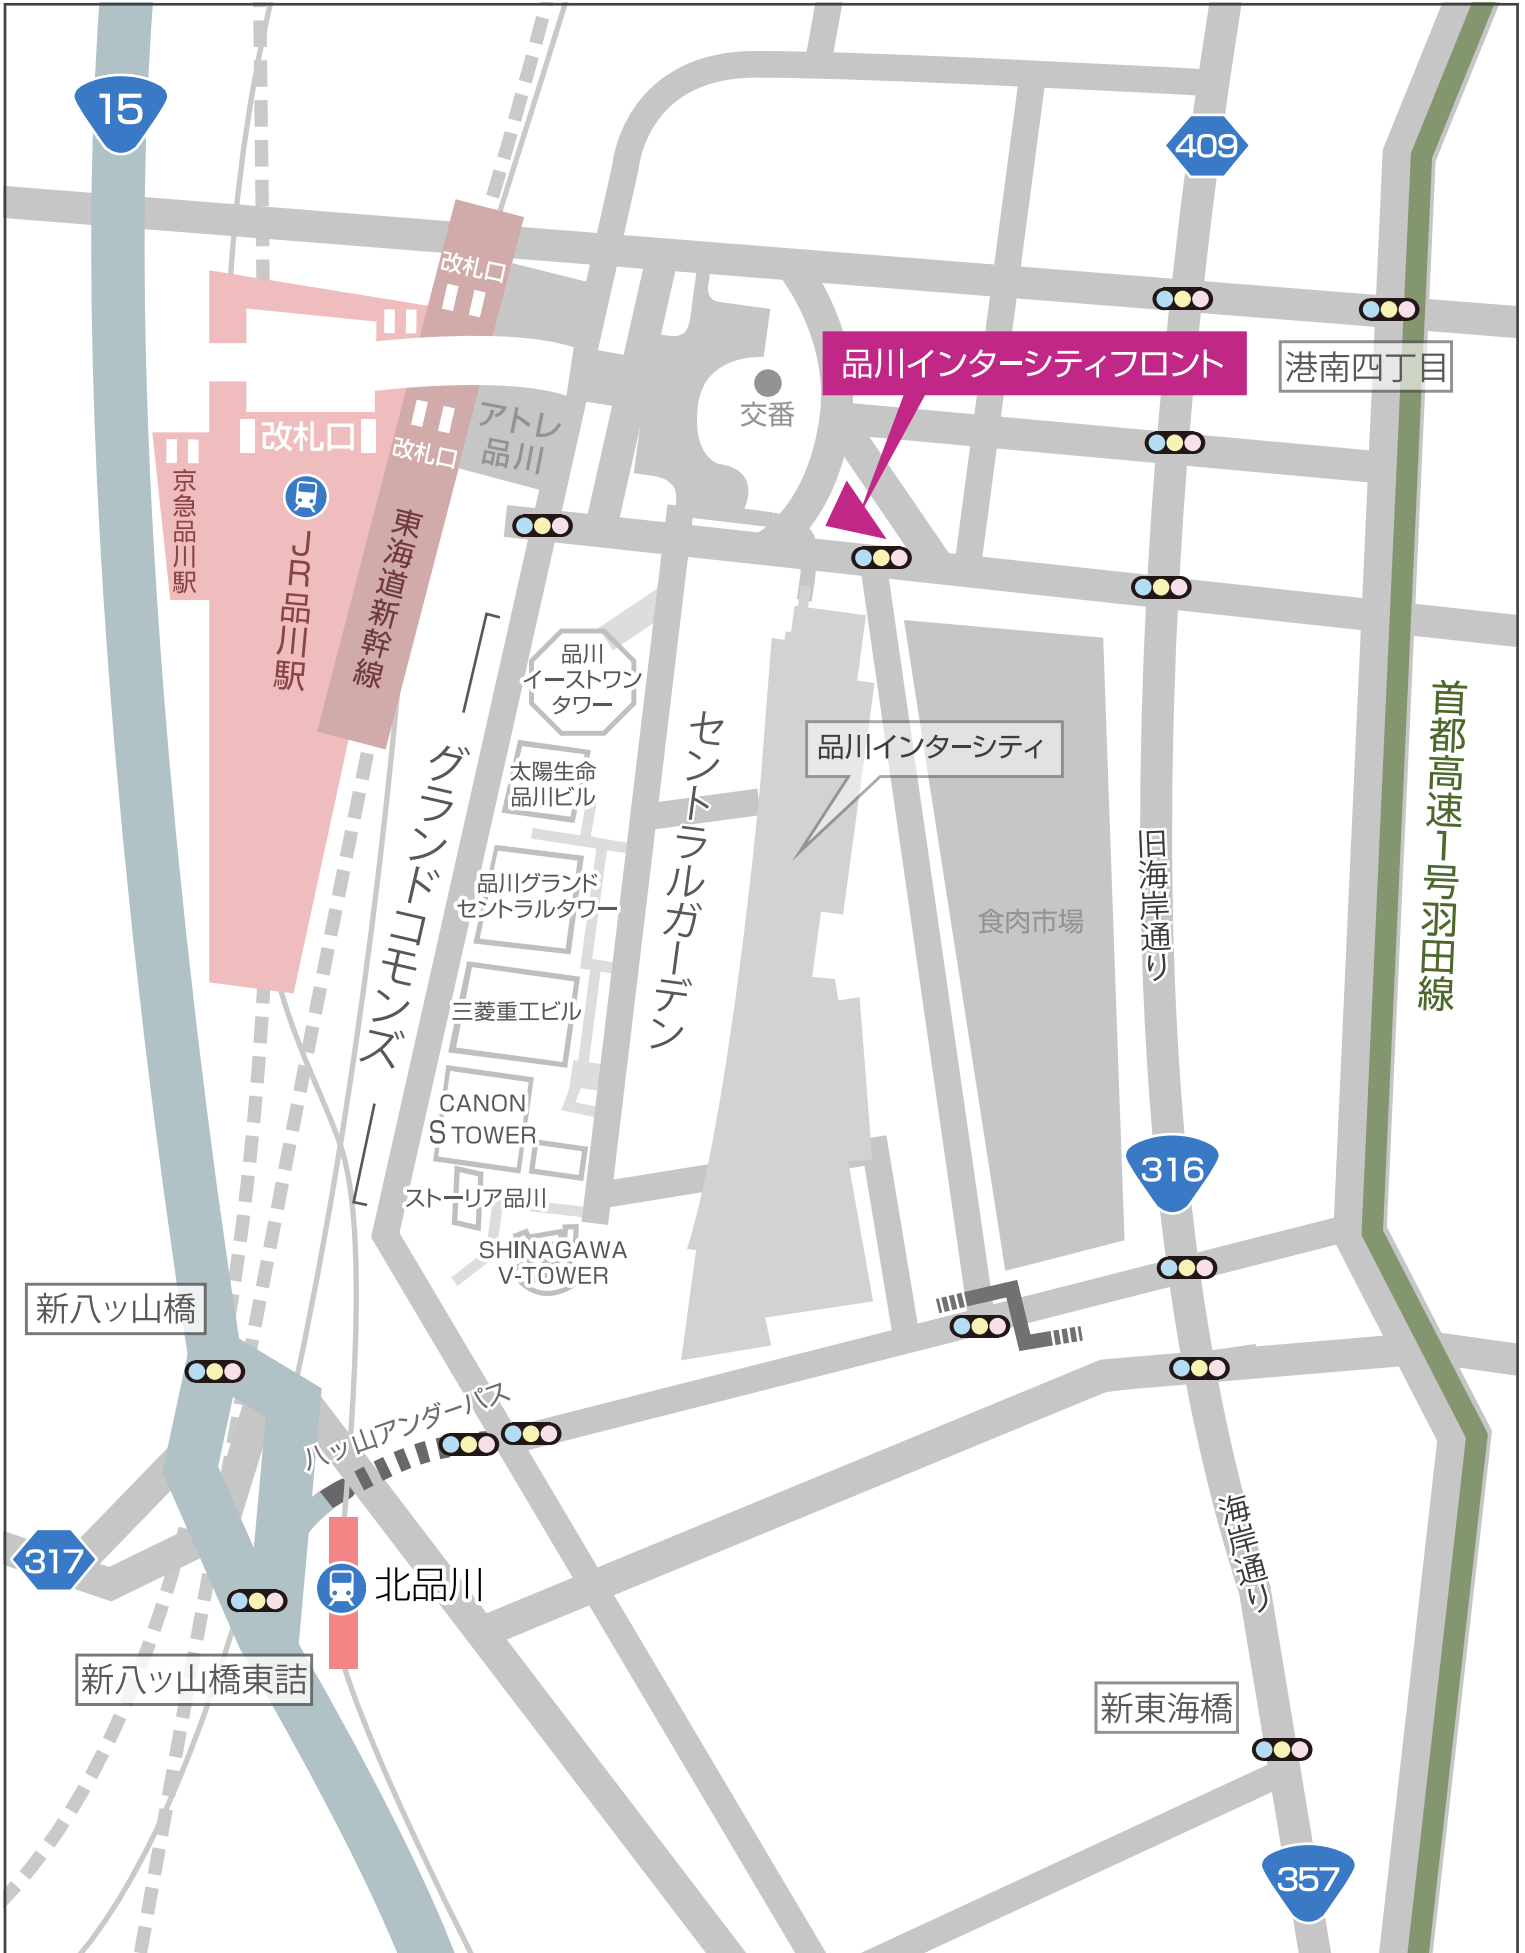 15
409
改札口
品川インターシティフロント
港南四丁目
交番
アトレ
品川
改札口
改札口
京急品川駅
JR品川駅
東海道新幹線
品川
イーストワン
タワー
首都高速1号羽田線
セントラルガーデン
品川インターシティ
グランドコモンズ
太陽生命
品川ビル
旧海岸通り
品川グランド
セントラルタワー
食肉市場
三菱重工ビル
CANON
S TOWER
316
ストーリア品川
SHINAGAWA
V-TOWER
新八ッ山橋
八ッ山アンダーパス
海岸通り
317
北品川
新八ッ山橋東詰
新東海橋
357